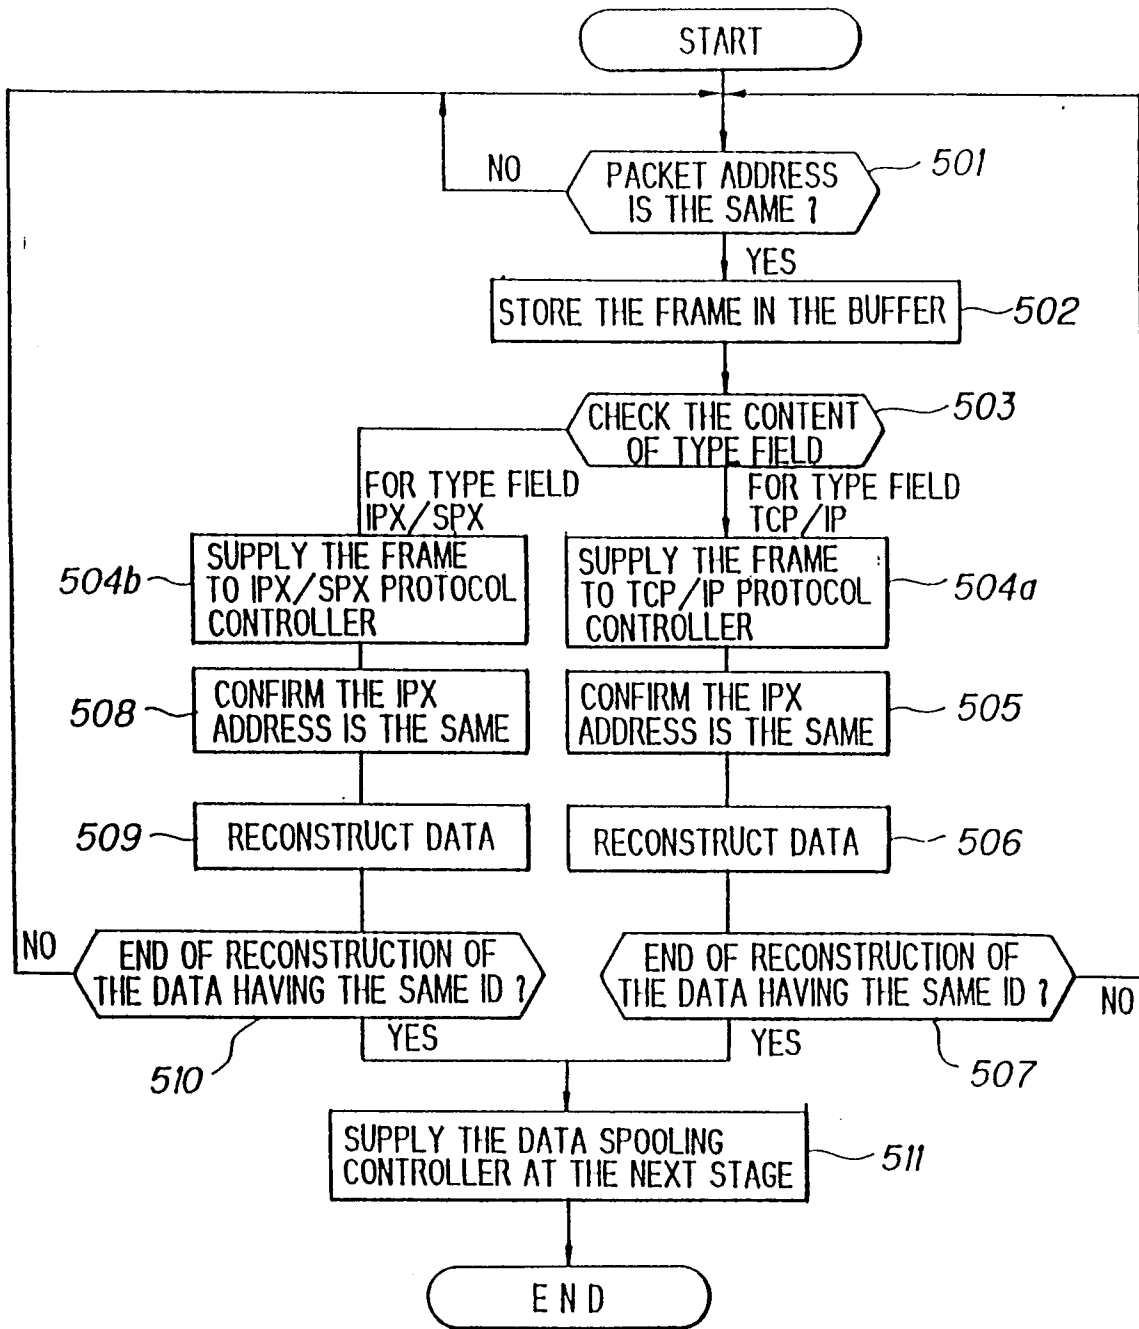 START
NO
PACKET ADDRESS
IS THE SAME ?
501
YES
STORE THE FRAME IN THE BUFFER
502
CHECK THE CONTENT
OF TYPE FIELD
503
FOR TYPE FIELD
IPX/SPX
FOR TYPE FIELD
TCP/IP
504b
SUPPLY THE FRAME
TO IPX/SPX PROTOCOL
CONTROLLER
SUPPLY THE FRAME
TO TCP/IP PROTOCOL
CONTROLLER
504a
508
CONFIRM THE IPX
ADDRESS IS THE SAME
CONFIRM THE IPX
ADDRESS IS THE SAME
505
509
RECONSTRUCT DATA
RECONSTRUCT DATA
506
NO
END OF RECONSTRUCTION OF
THE DATA HAVING THE SAME ID ?
END OF RECONSTRUCTION OF
THE DATA HAVING THE SAME ID ?
NO
510
YES
YES
507
SUPPLY THE DATA SPOOLING
CONTROLLER AT THE NEXT STAGE
511
END